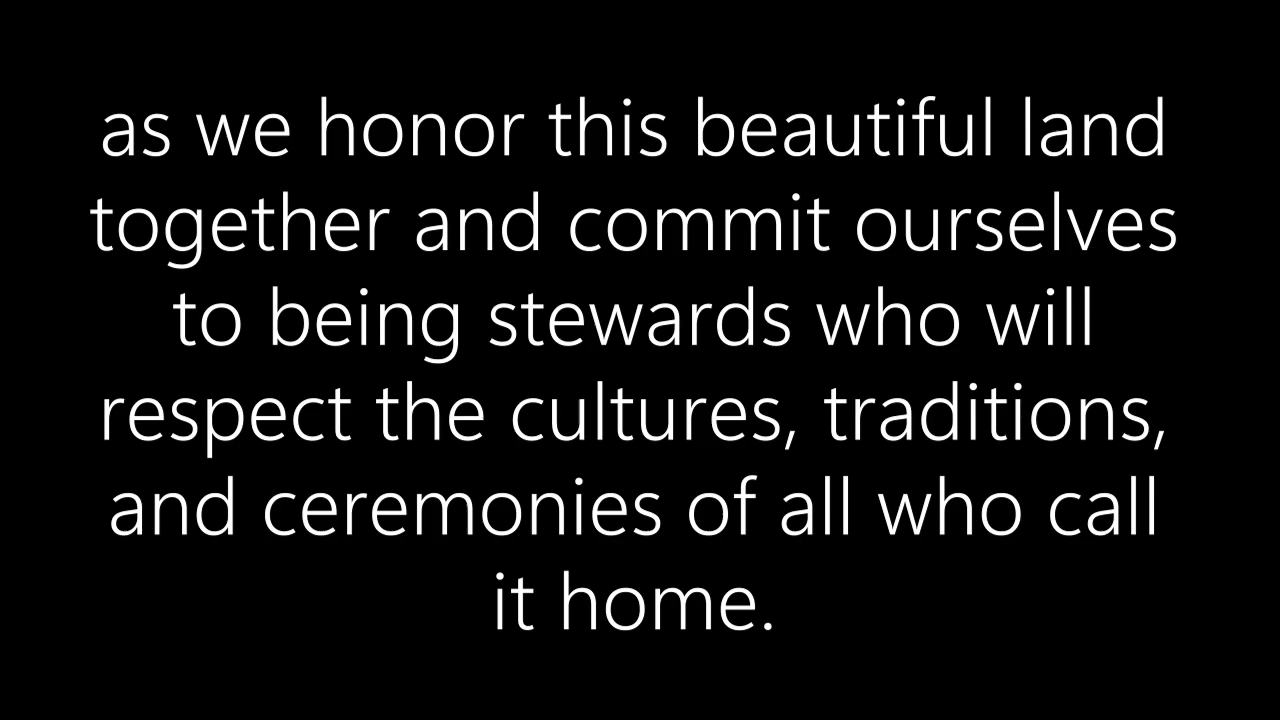 as we honor this beautiful land
together and commit ourselves
to being stewards who will
respect the cultures, traditions,
and ceremonies of all who call
it home.